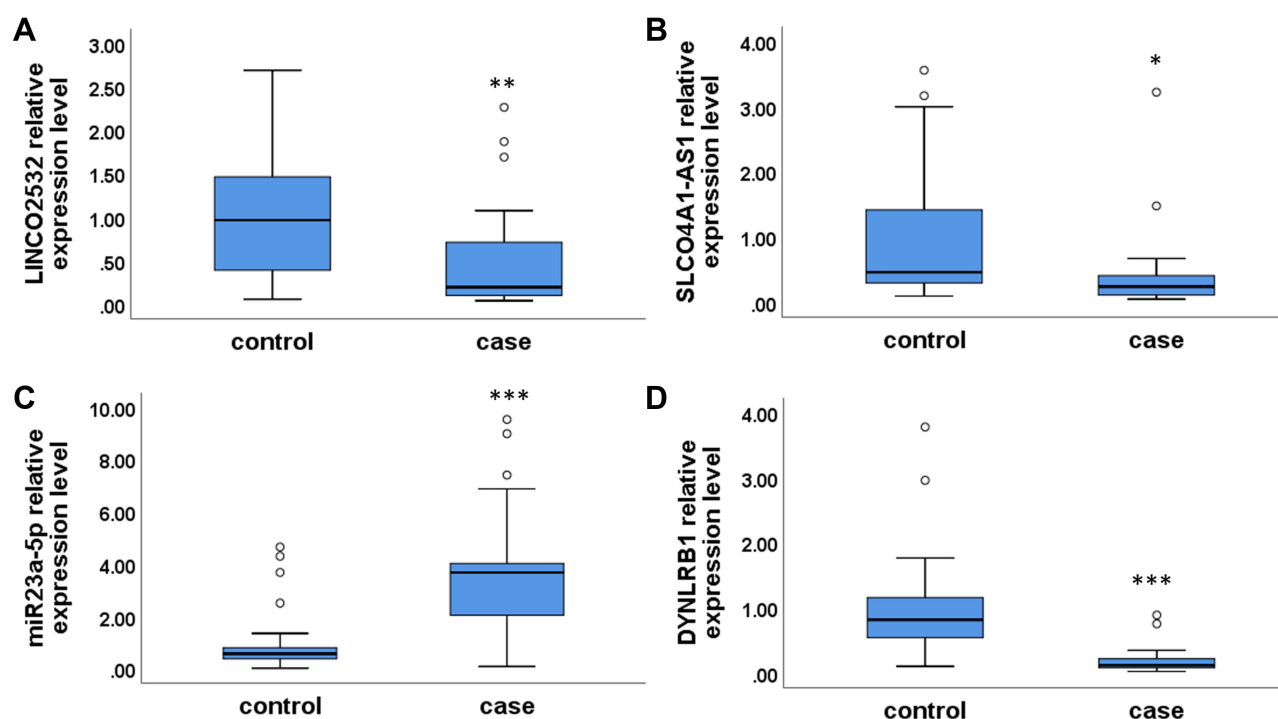 A
LINCO2532 relative
expression level
3.00
2.50
2.00
1.50
1.00
.50
.00
**
control
case
B
SLCO4A1-AS1 relative
expression level
4.00
3.00
2.00
1.00
.00
*
control
case
C
miR23a-5p relative
expression level
10.00
8.00
6.00
4.00
2.00
.00
***
control
case
D
DYNLRB1 relative
expression level
4.00
3.00
2.00
1.00
.00
***
control
case